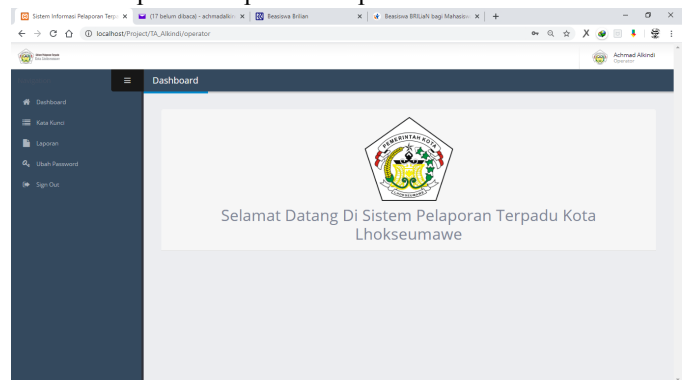 Sistem Informasi Pelaporan Terpa
(17 belum dibaca) - achmadalkin
Beasiswa Brilian
Beasiswa BRILiaN bagi Mahasisw
localhost/Project/TA_Alkindi/operator
Achmad Alkindi
Operator
Dashboard
Dashboard
Kata Kunci
Laporan
Ubah Password
Sign Out
PEMERINTAH KOTA
LHOKSEUMAWE
Selamat Datang Di Sistem Pelaporan Terpadu Kota
Lhokseumawe